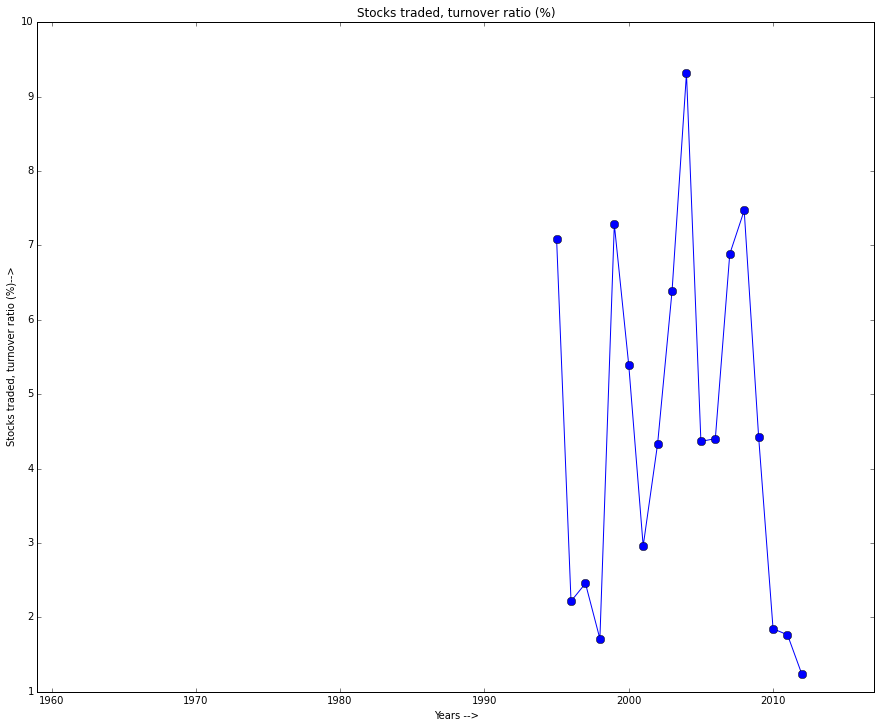 Stocks traded, turnover ratio (%)
10
9
8
7
6
5
4
3
2
1
Stocks traded, turnover ratio (%)-->
1960 1970 1980 1990 2000 2010
Years -->